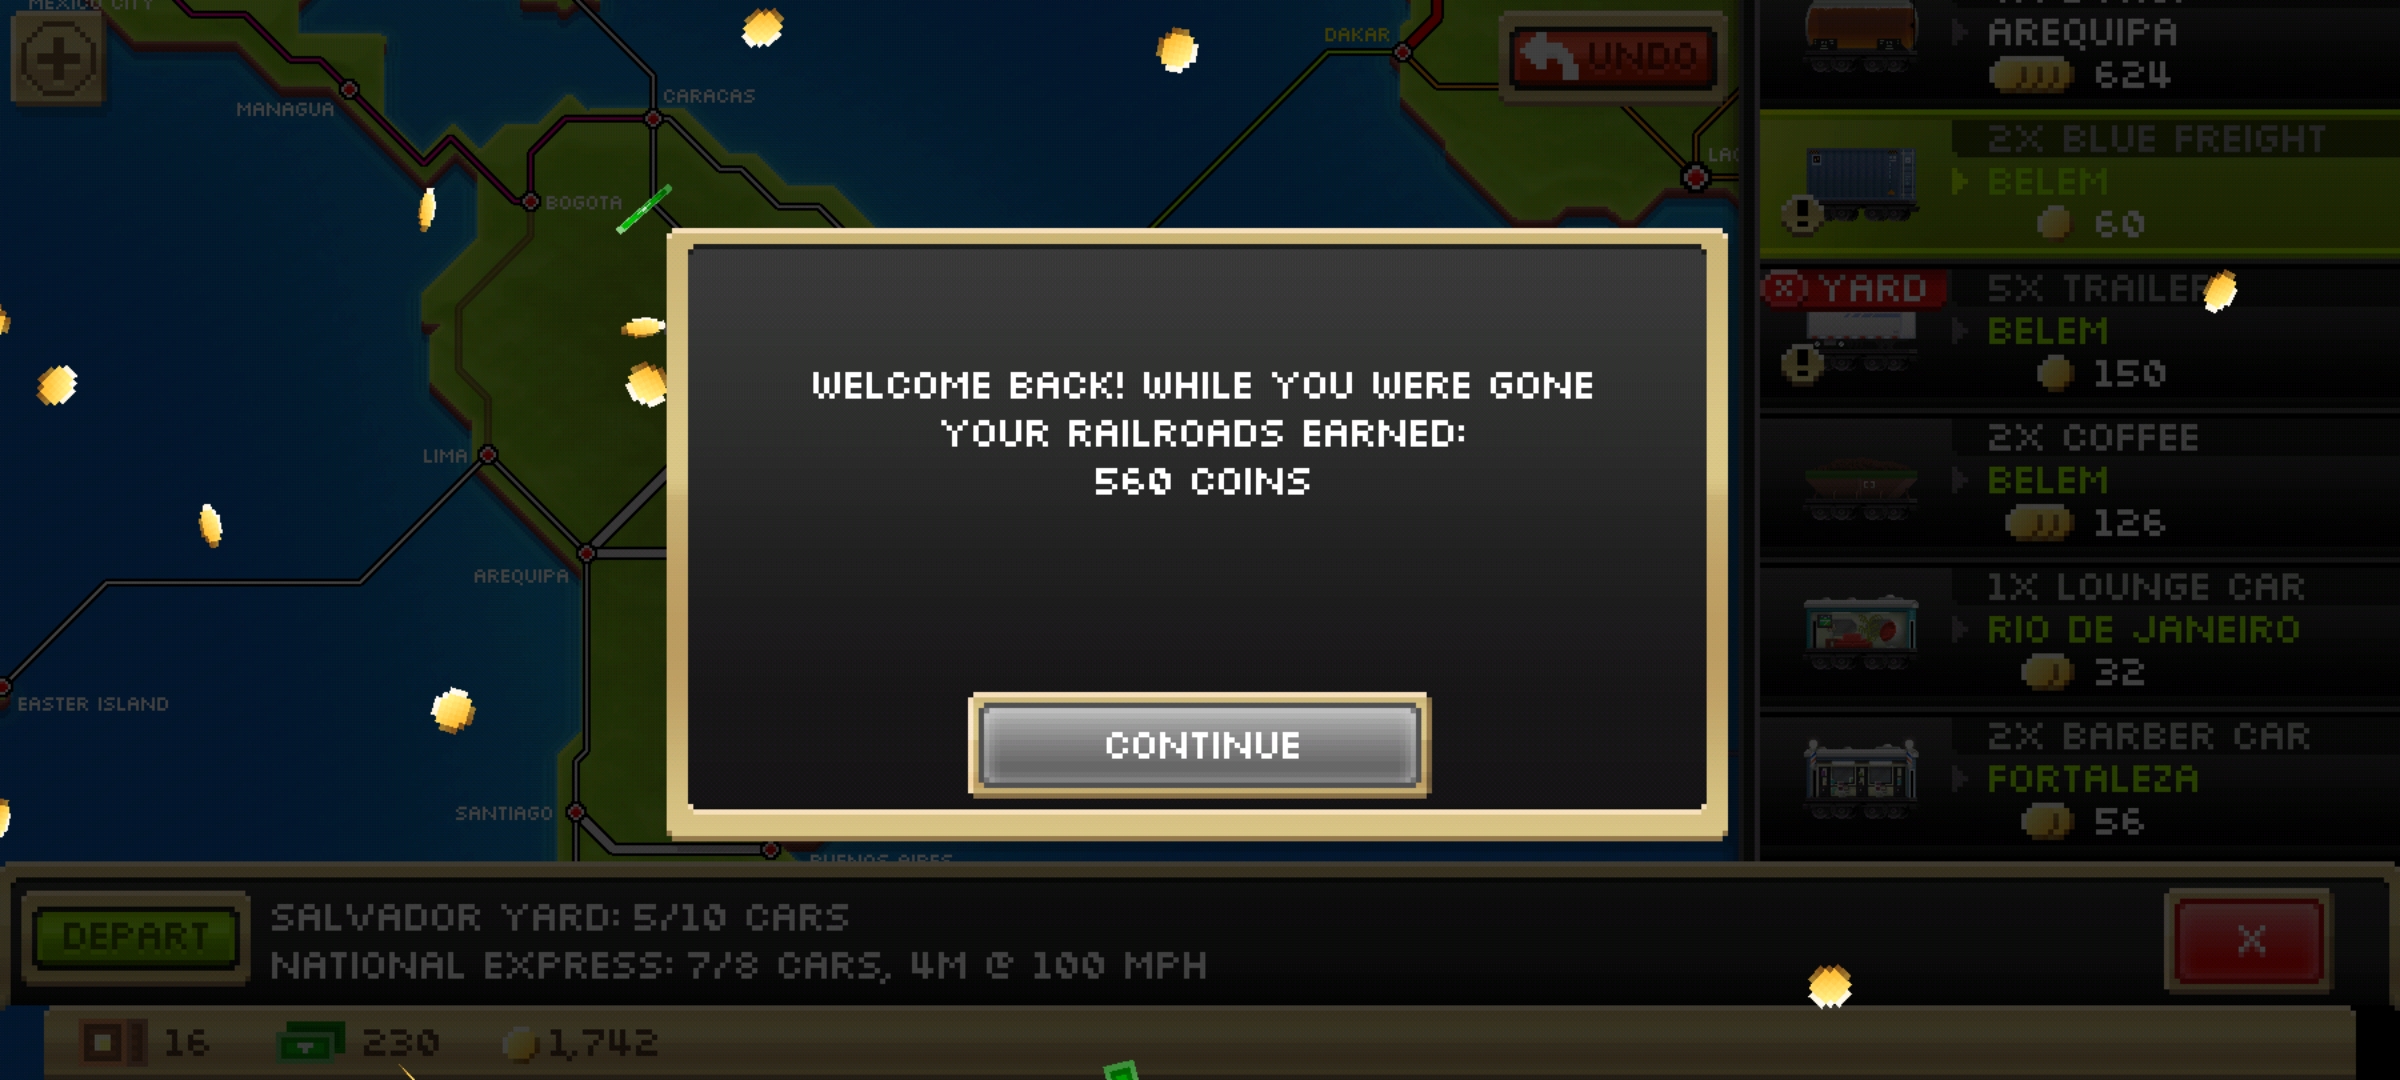 MEXICO CITY
MANAGUA
CARACAS
BOGOTA
DAKAR
UNDO
LIMA
AREQUIPA
EASTER ISLAND
SANTIAGO
BUENOS AIRES
WELCOME BACK! WHILE YOU WERE GONE
YOUR RAILROADS EARNED:
560 COINS
CONTINUE
AREQUIPA
624
2X BLUE FREIGHT
BELEM
60
YARD
5X TRAILER
BELEM
150
2X COFFEE
BELEM
126
1X LOUNGE CAR
RIO DE JANEIRO
32
2X BARBER CAR
FORTALEZA
56
DEPART
SALVADOR YARD: 5/10 CARS
NATIONAL EXPRESS: 7/8 CARS, 4M @ 100 MPH
X
16
230
1,742